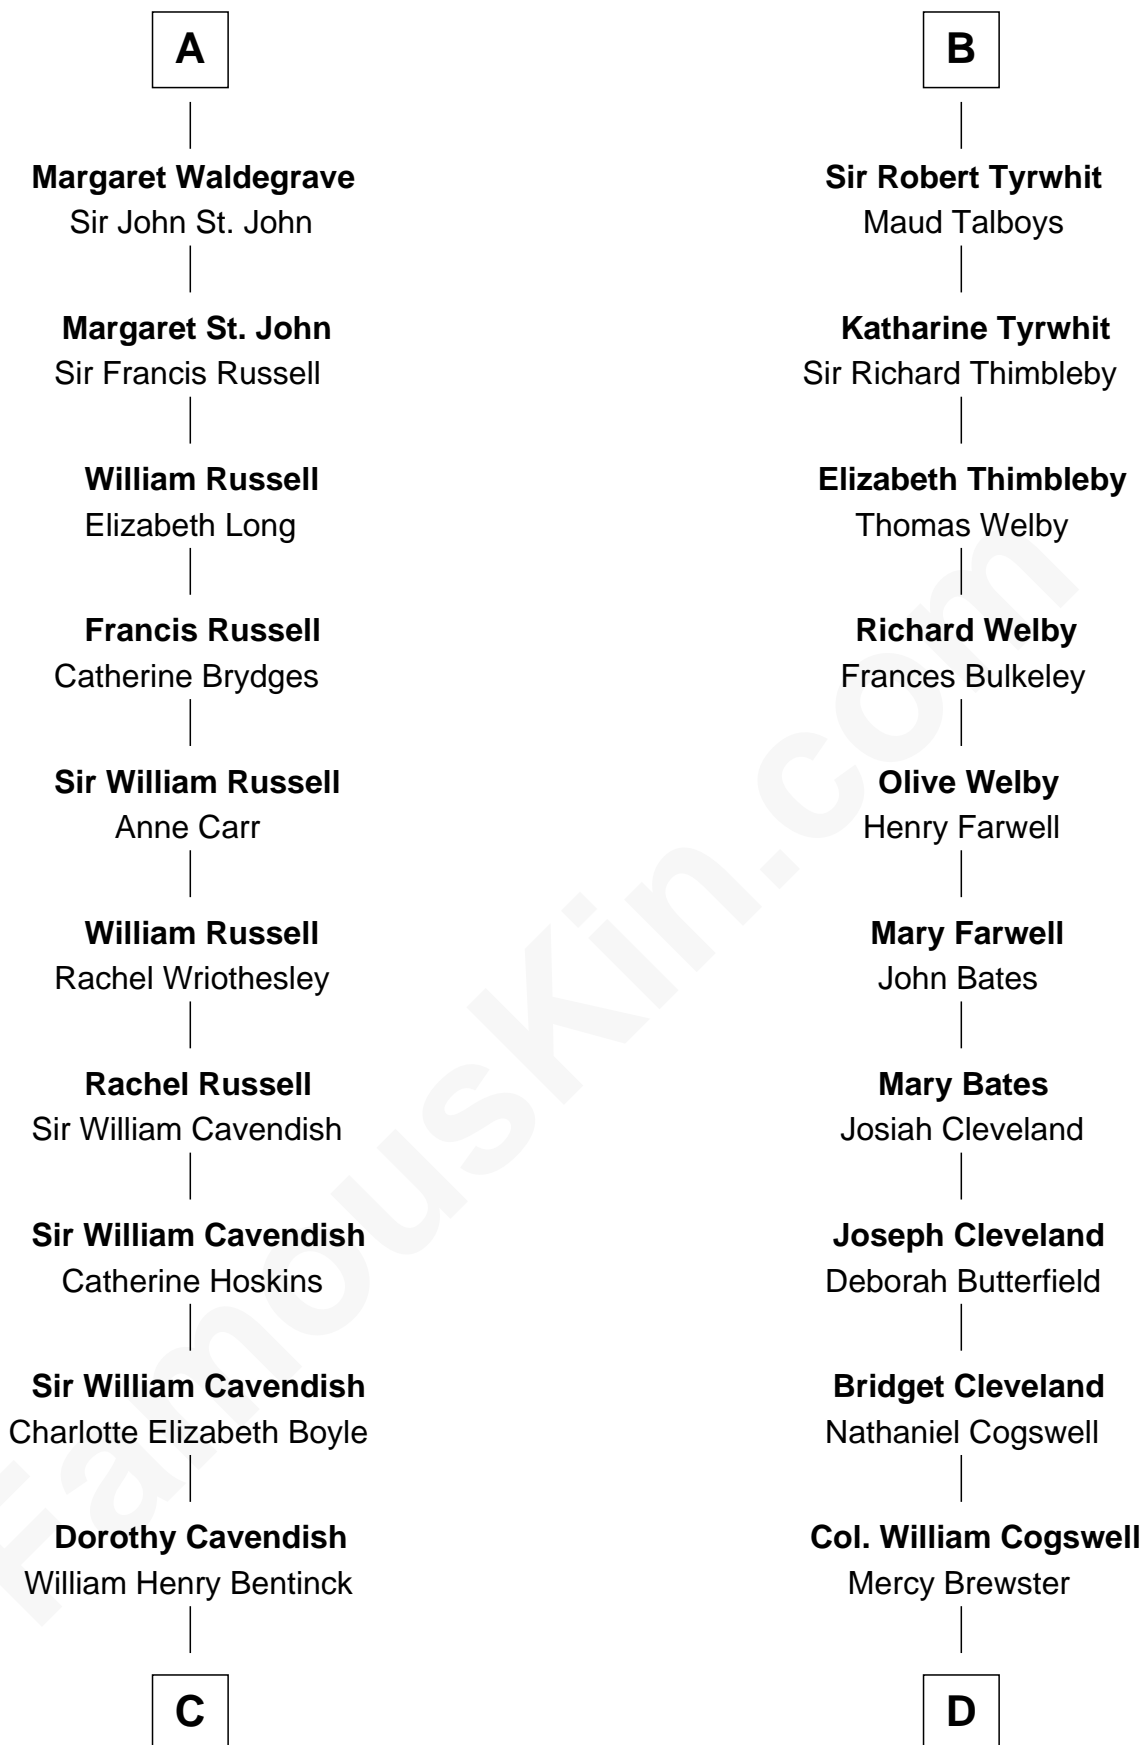 A
Margaret Waldegrave
Sir John St. John
Margaret St. John
Sir Francis Russell
William Russell
Elizabeth Long
Francis Russell
Catherine Brydges
Sir William Russell
Anne Carr
William Russell
Rachel Wriothesley
Rachel Russell
Sir William Cavendish
Sir William Cavendish
Catherine Hoskins
Sir William Cavendish
Charlotte Elizabeth Boyle
Dorothy Cavendish
William Henry Bentinck
C
B
Sir Robert Tyrwhit
Maud Talboys
Katharine Tyrwhit
Sir Richard Thimbleby
Elizabeth Thimbleby
Thomas Welby
Richard Welby
Frances Bulkeley
Olive Welby
Henry Farwell
Mary Farwell
John Bates
Mary Bates
Josiah Cleveland
Joseph Cleveland
Deborah Butterfield
Bridget Cleveland
Nathaniel Cogswell
Col. William Cogswell
Mercy Brewster
D
FamousKin.com